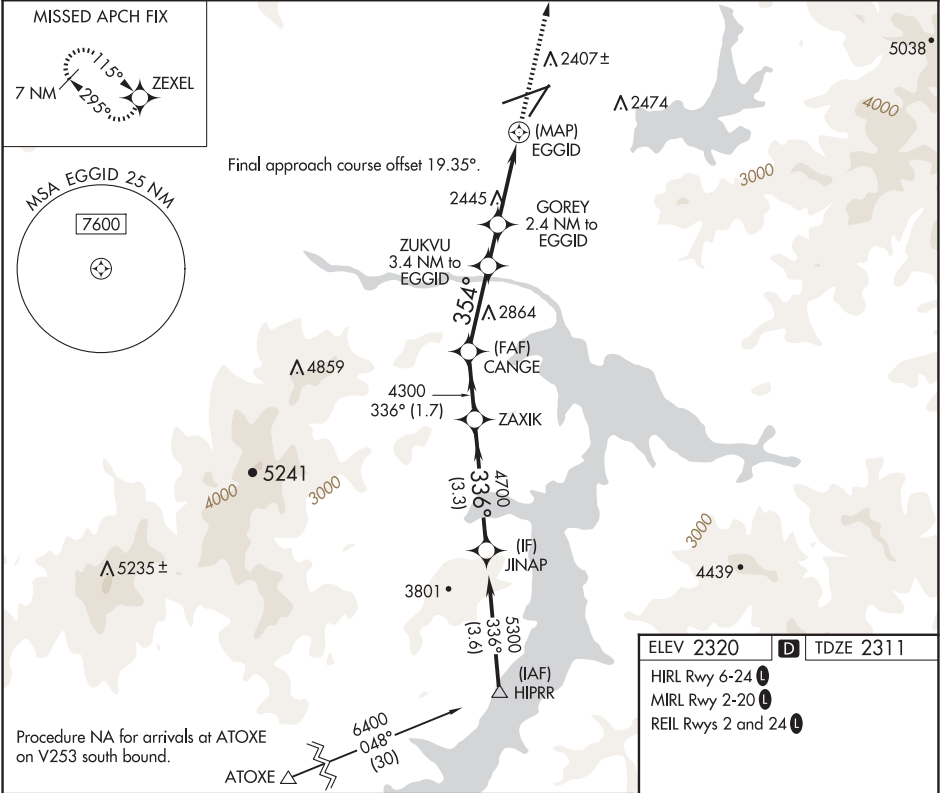 MISSED APCH FIX
115°
295°
7 NM
ZEXEL
MSA EGGID 25 NM
7600
Final approach course offset 19.35°.
2407±
2474
5038
4000
3000
(MAP)
EGGID
2445
GOREY
2.4 NM to
EGGID
ZUKVU
3.4 NM to
EGGID
354°
2864
(FAF)
CANGE
4859
4300
336° (1.7)
ZAXIK
5241
4000
3000
4700
336°
(3.3)
3000
(IF)
JINAP
5235±
3801
4439
5300
336°
(3.6)
(IAF)
HIPRR
6400
048°
(30)
ATOXE
Procedure NA for arrivals at ATOXE
on V253 south bound.
ELEV 2320 D TDZE 2311
HIRL Rwy 6-24 L
MIRL Rwy 2-20 L
REIL Rwys 2 and 24 L